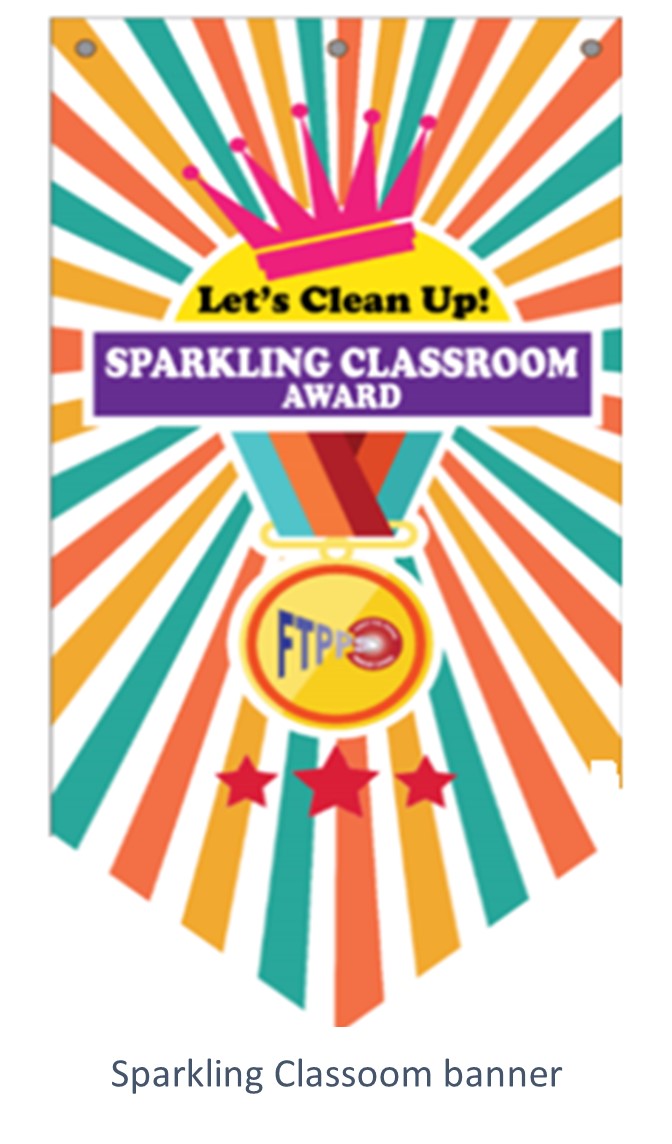 Let's Clean Up!
SPARKLING CLASSROOM
AWARD
FTPP
Sparkling Classoom banner